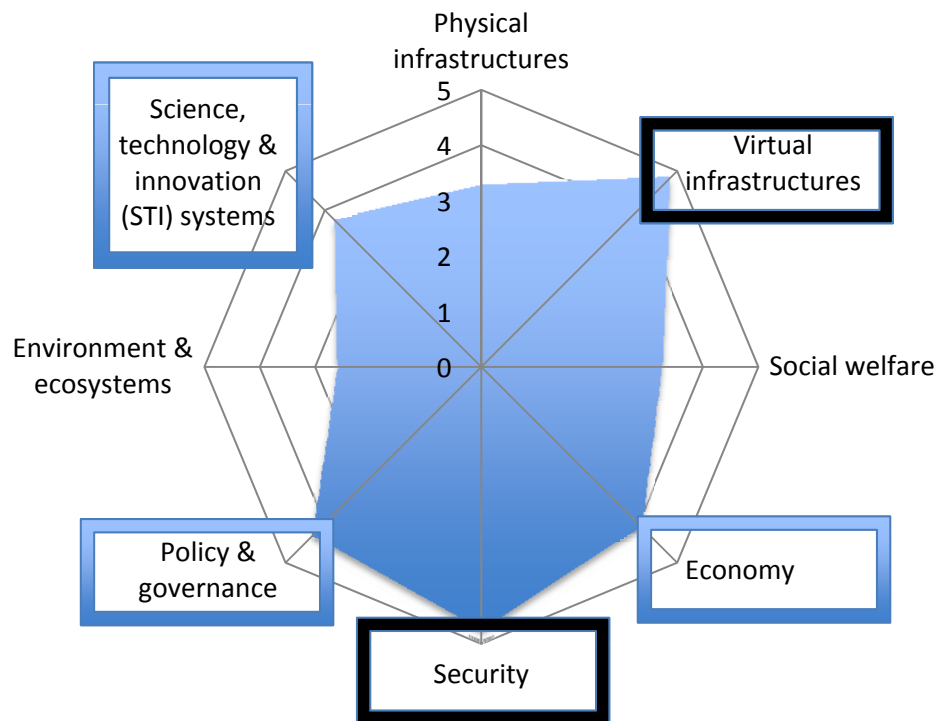 Physical
infrastructures
Science,
technology &
innovation
(STI) systems
Virtual
infrastructures
5
4
3
2
1
0
Environment &
ecosystems
Social welfare
Policy &
governance
Economy
Security